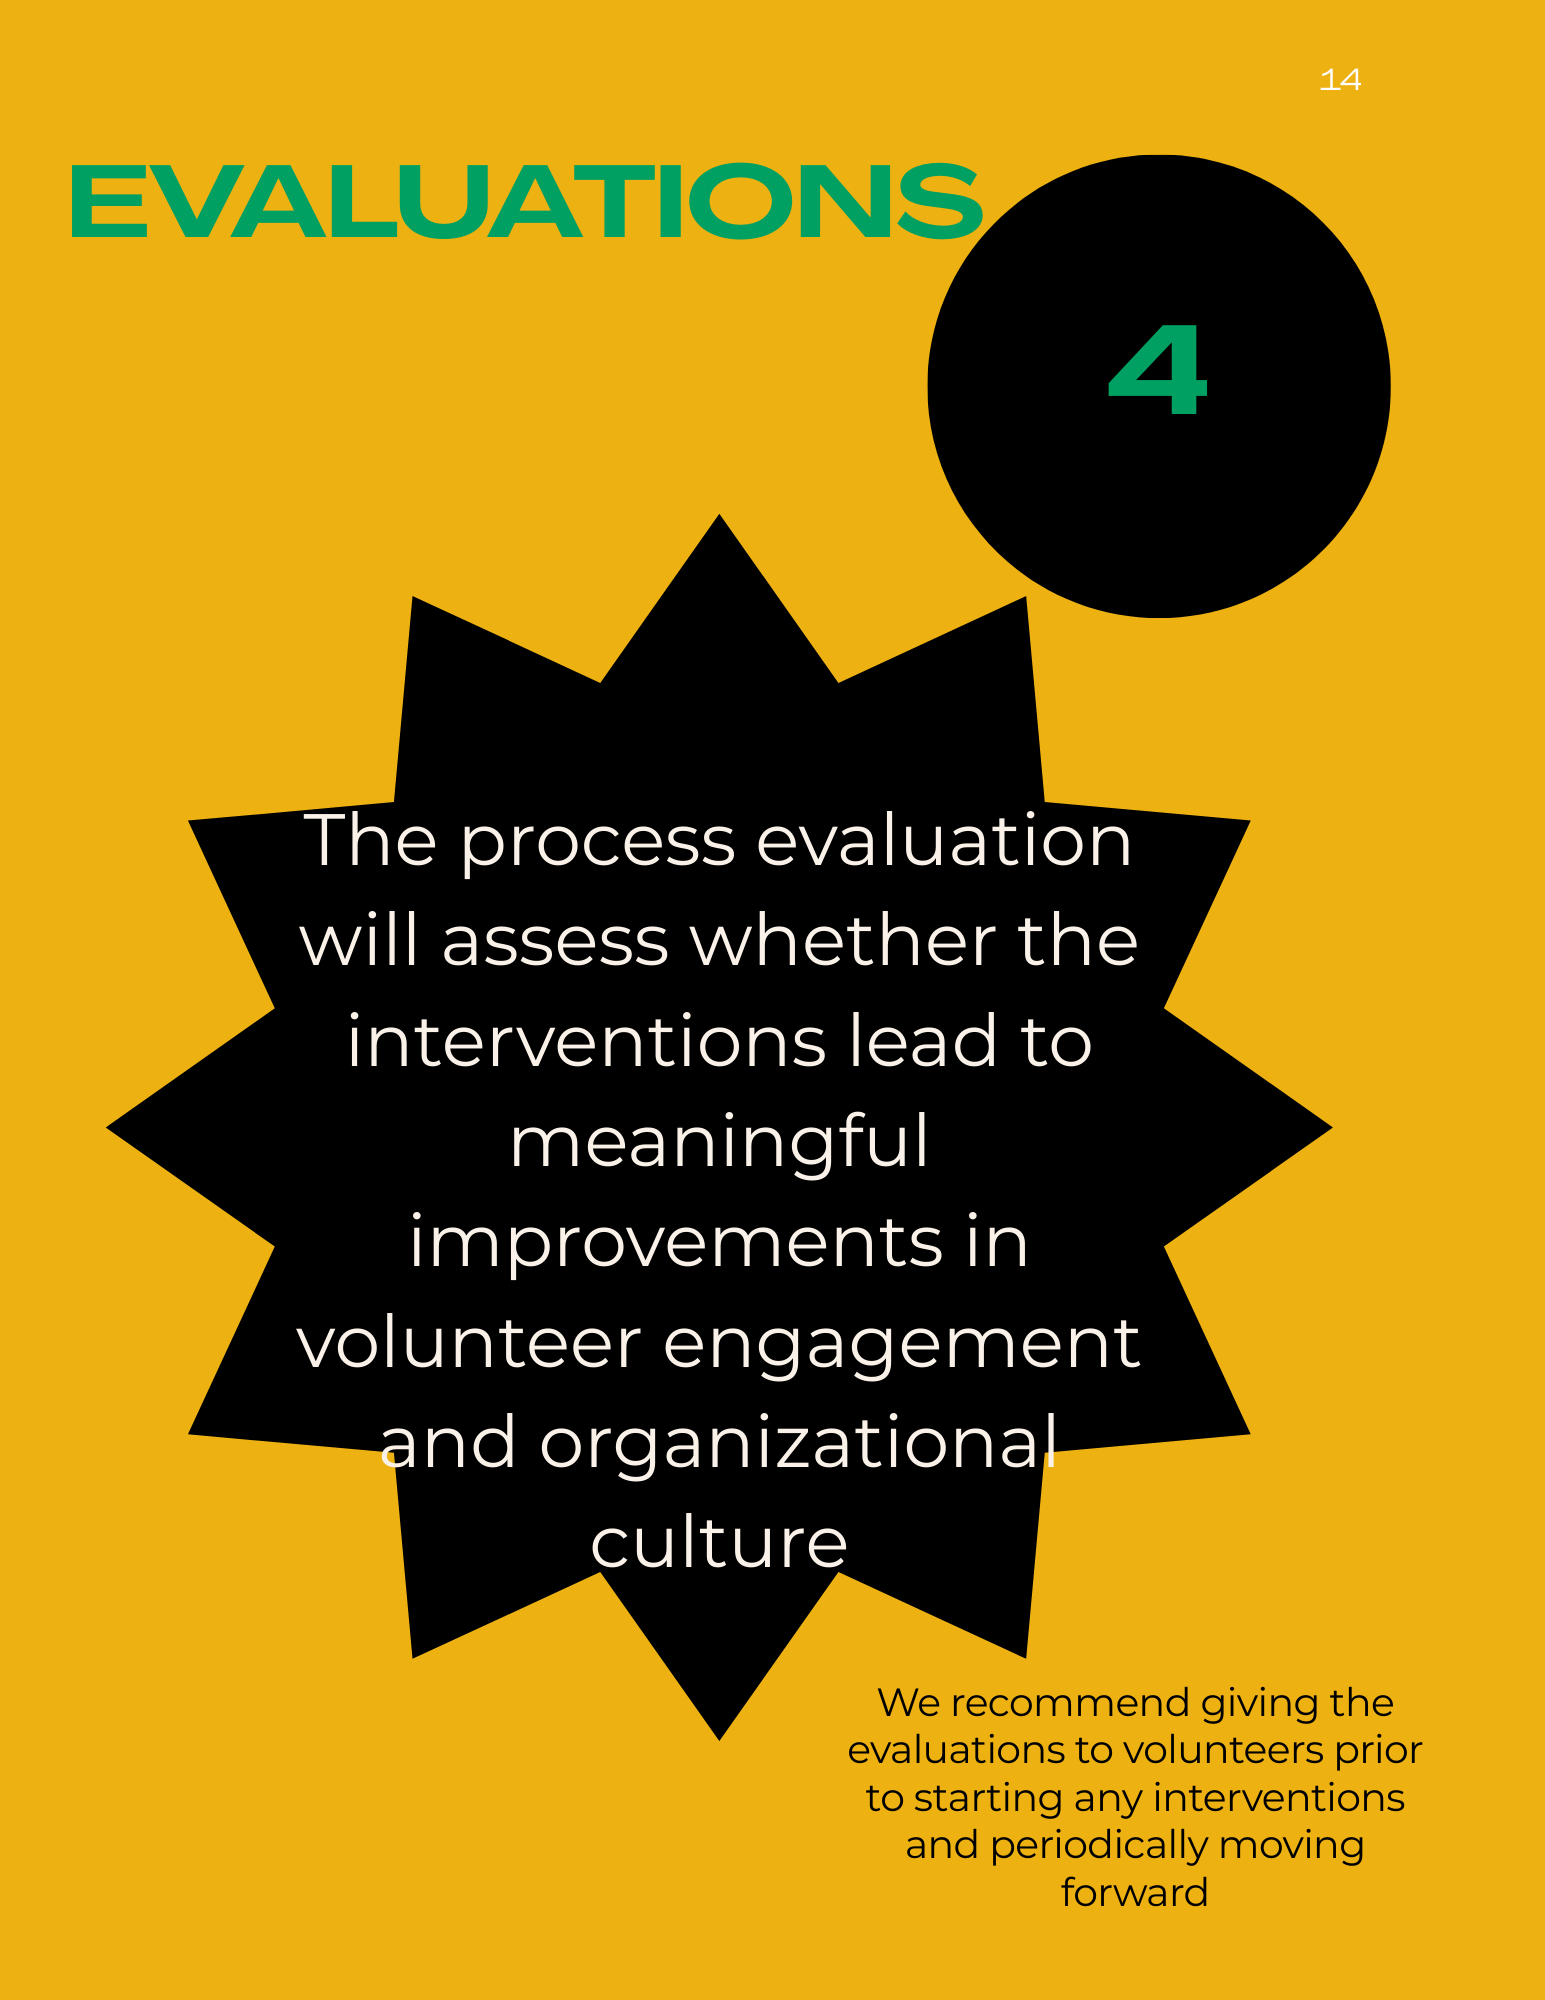 14
EVALUATIONS
4
The process evaluation
will assess whether the
interventions lead to
meaningful
improvements in
volunteer engagement
and organizational
culture
We recommend giving the
evaluations to volunteers prior
to starting any interventions
and periodically moving
forward